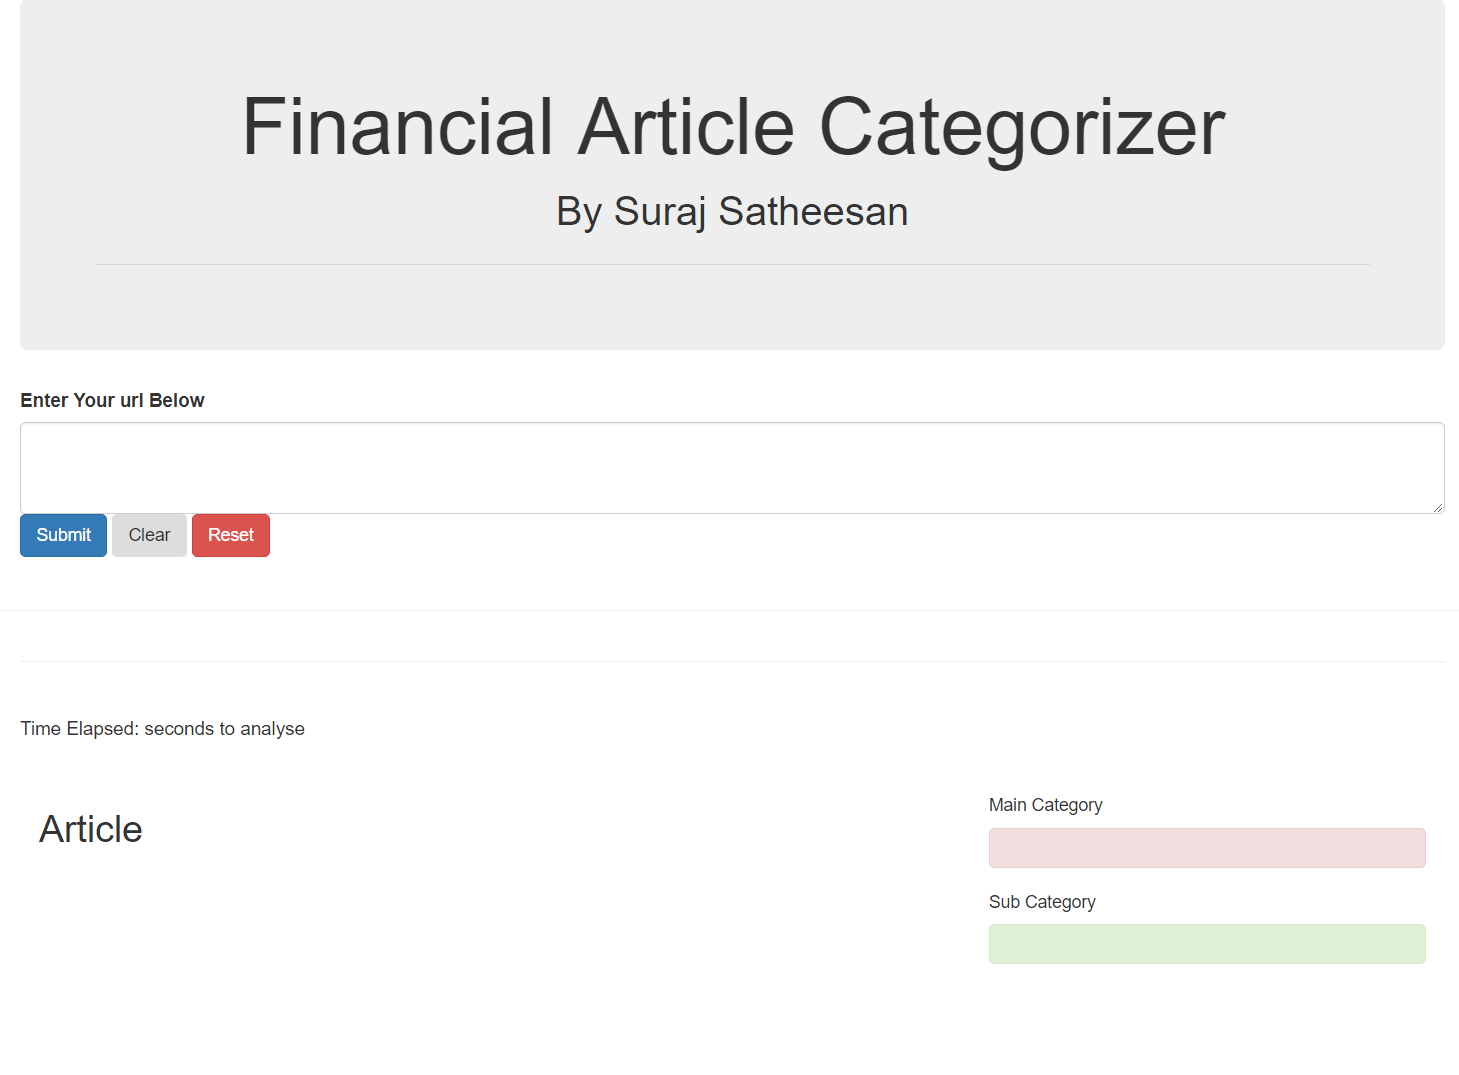 Financial Article Categorizer
By Suraj Satheesan
Enter Your url Below
Submit Clear Reset
Time Elapsed: seconds to analyse
Article
Main Category
Sub Category